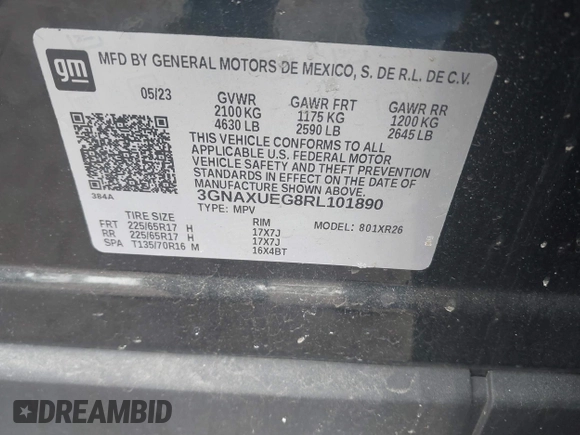 gm
MFD BY GENERAL MOTORS DE MEXICO, S. DE R.L. DE C.V.
05/23 GVWR GAWR FRT GAWR RR
2100 KG 1175 KG 1200 KG
4630 LB 2590 LB 2645 LB
THIS VEHICLE CONFORMS TO ALL
APPLICABLE U.S. FEDERAL MOTOR
VEHICLE SAFETY AND THEFT PREVENTION
STANDARDS IN EFFECT ON THE DATE OF
MANUFACTURE SHOWN ABOVE.
384A
3GNAXUEG8RL101890
TYPE: MPV MODEL: 801XR26
TIRE SIZE RIM
FRT 225/65R17 H 17X7J
RR 225/65R17 H 17X7J
SPA T135/70R16 M 16X4BT
DREAMBID